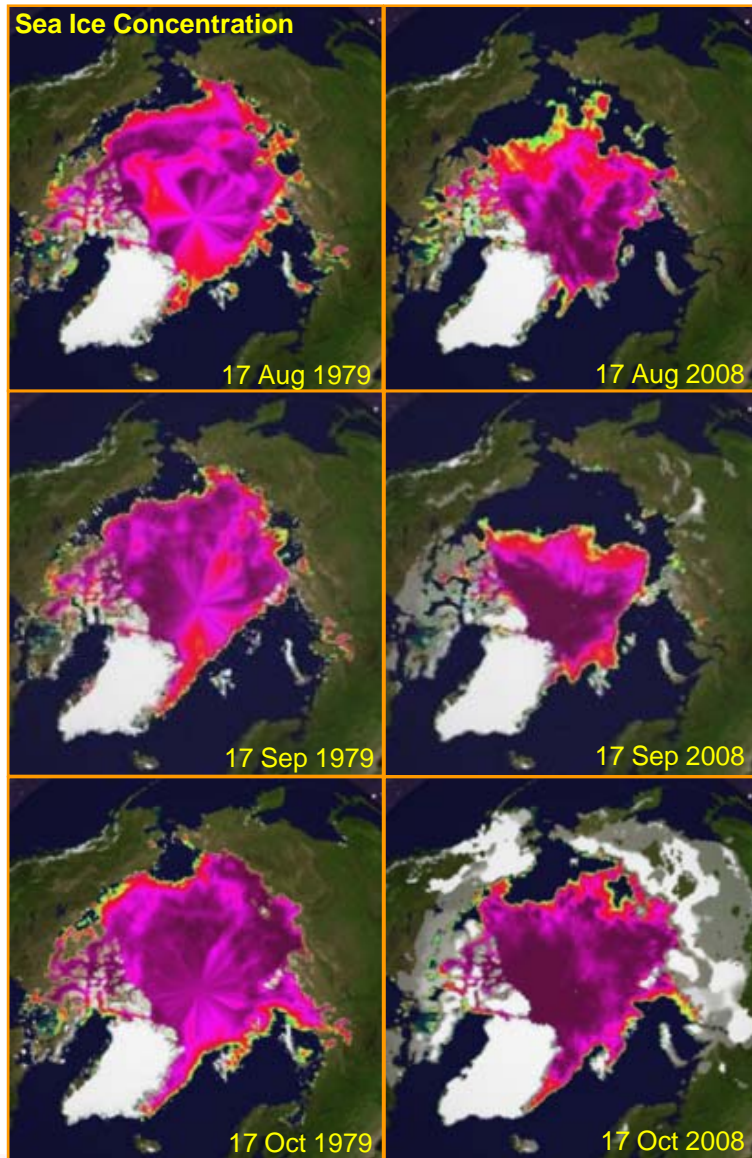 Sea Ice Concentration
17 Aug 1979
17 Aug 2008
17 Sep 1979
17 Sep 2008
17 Oct 1979
17 Oct 2008